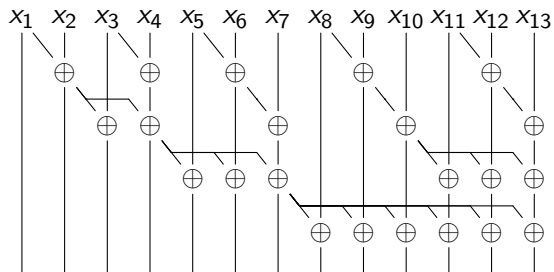 x₁ x₂ x₃ x₄ x₅ x₆ x₇ x₈ x₉ x₁₀ x₁₁ x₁₂ x₁₃
⊕ ⊕ ⊕ ⊕ ⊕
⊕ ⊕ ⊕ ⊕ ⊕
⊕ ⊕ ⊕ ⊕ ⊕ ⊕
⊕ ⊕ ⊕ ⊕ ⊕ ⊕